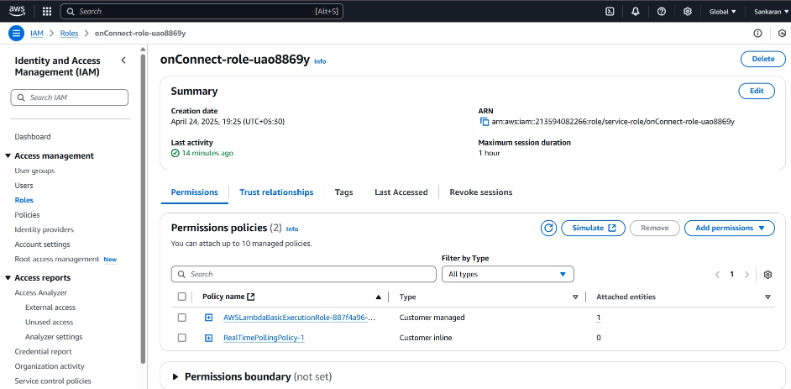 aws
Search [Alt+S] Global Sankaran
IAM > Roles > onConnect-role-uao8869y
Identity and Access Management (IAM)
Search IAM
Dashboard
Access management
User groups
Users
Roles
Policies
Identity providers
Account settings
Root access management New
Access reports
Access Analyzer
External access
Unused access
Analyzer settings
Credential report
Organization activity
Service control policies
onConnect-role-uao8869y Info
Delete
Summary
Edit
Creation date
April 24, 2025, 19:25 (UTC+05:30)
ARN
arn:aws:iam::213594082266:role/service-role/onConnect-role-uao8869y
Last activity
14 minutes ago
Maximum session duration
1 hour
Permissions Trust relationships Tags Last Accessed Revoke sessions
Permissions policies (2) Info
Simulate Remove Add permissions
You can attach up to 10 managed policies.
Filter by Type
Search All types 1
Policy name Type Attached entities
AWSLambdaBasicExecutionRole-887f4a96-... Customer managed 1
RealTimePollingPolicy-1 Customer inline 0
Permissions boundary (not set)